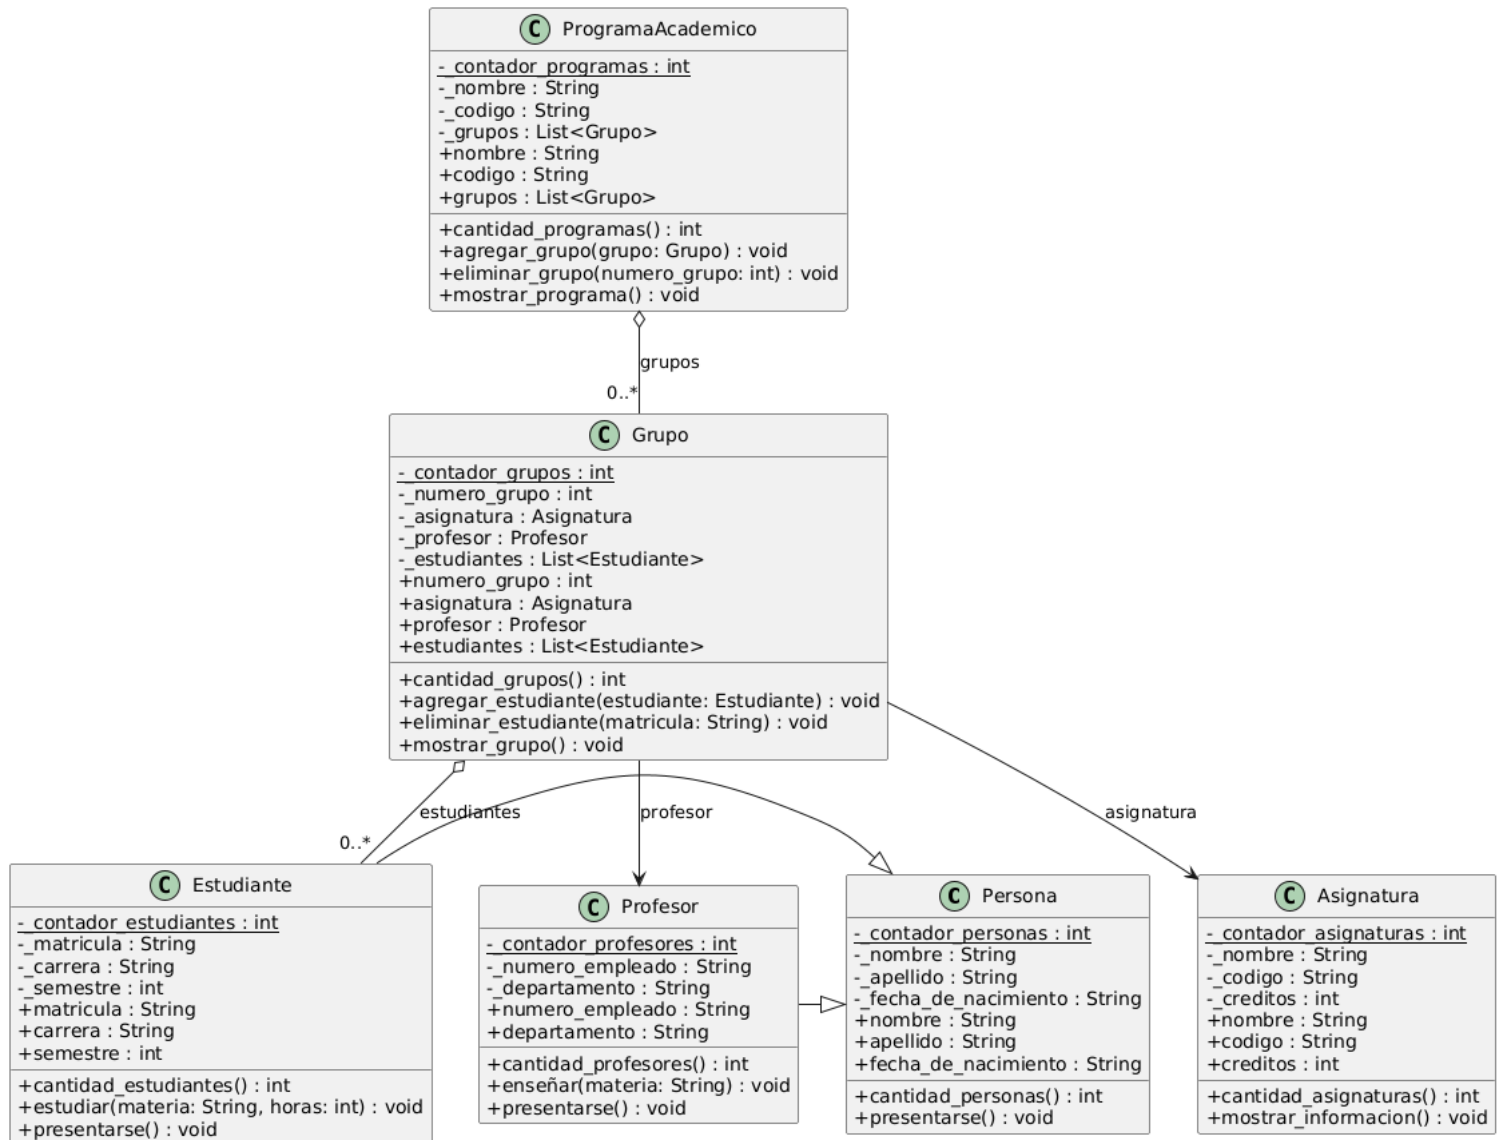 C ProgramaAcademico
-_contador_programas : int
-_nombre : String
-_codigo : String
-_grupos : List<Grupo>
+nombre : String
+codigo : String
+grupos : List<Grupo>
+cantidad_programas() : int
+agregar_grupo(grupo: Grupo) : void
+eliminar_grupo(numero_grupo: int) : void
+mostrar_programa() : void
grupos
0..*
C Grupo
-_contador_grupos : int
-_numero_grupo : int
-_asignatura : Asignatura
-_profesor : Profesor
-_estudiantes : List<Estudiante>
+numero_grupo : int
+asignatura : Asignatura
+profesor : Profesor
+estudiantes : List<Estudiante>
+cantidad_grupos() : int
+agregar_estudiante(estudiante: Estudiante) : void
+eliminar_estudiante(matricula: String) : void
+mostrar_grupo() : void
estudiantes
profesor
asignatura
0..*
C Estudiante
-_contador_estudiantes : int
-_matricula : String
-_carrera : String
-_semestre : int
+matricula : String
+carrera : String
+semestre : int
+cantidad_estudiantes() : int
+estudiar(materia: String, horas: int) : void
+presentarse() : void
C Profesor
-_contador_profesores : int
-_numero_empleado : String
-_departamento : String
+numero_empleado : String
+departamento : String
+cantidad_profesores() : int
+enseñar(materia: String) : void
+presentarse() : void
C Persona
-_contador_personas : int
-_nombre : String
-_apellido : String
-_fecha_de_nacimiento : String
+nombre : String
+apellido : String
+fecha_de_nacimiento : String
+cantidad_personas() : int
+presentarse() : void
C Asignatura
-_contador_asignaturas : int
-_nombre : String
-_codigo : String
-_creditos : int
+nombre : String
+codigo : String
+creditos : int
+cantidad_asignaturas() : int
+mostrar_informacion() : void